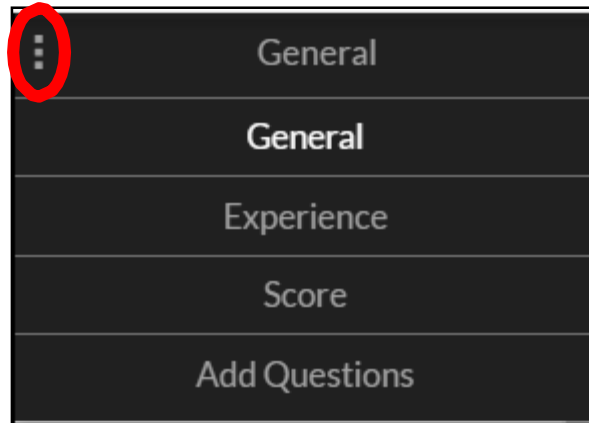 General
General
Experience
Score
Add Questions